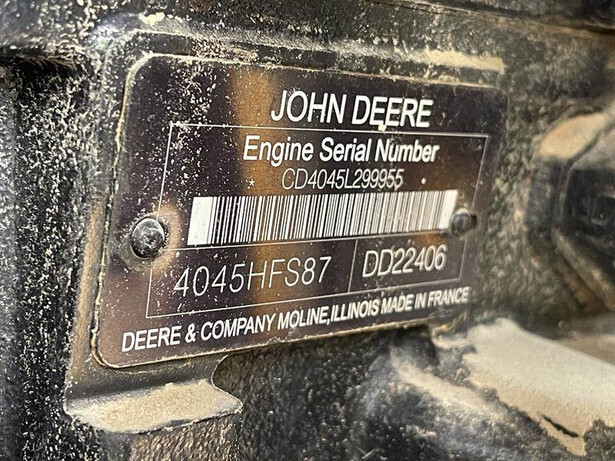 JOHN DEERE
Engine Serial Number
* CD4045L299955 *
4045HFS87 DD22406
DEERE & COMPANY MOLINE,ILLINOIS MADE IN FRANCE